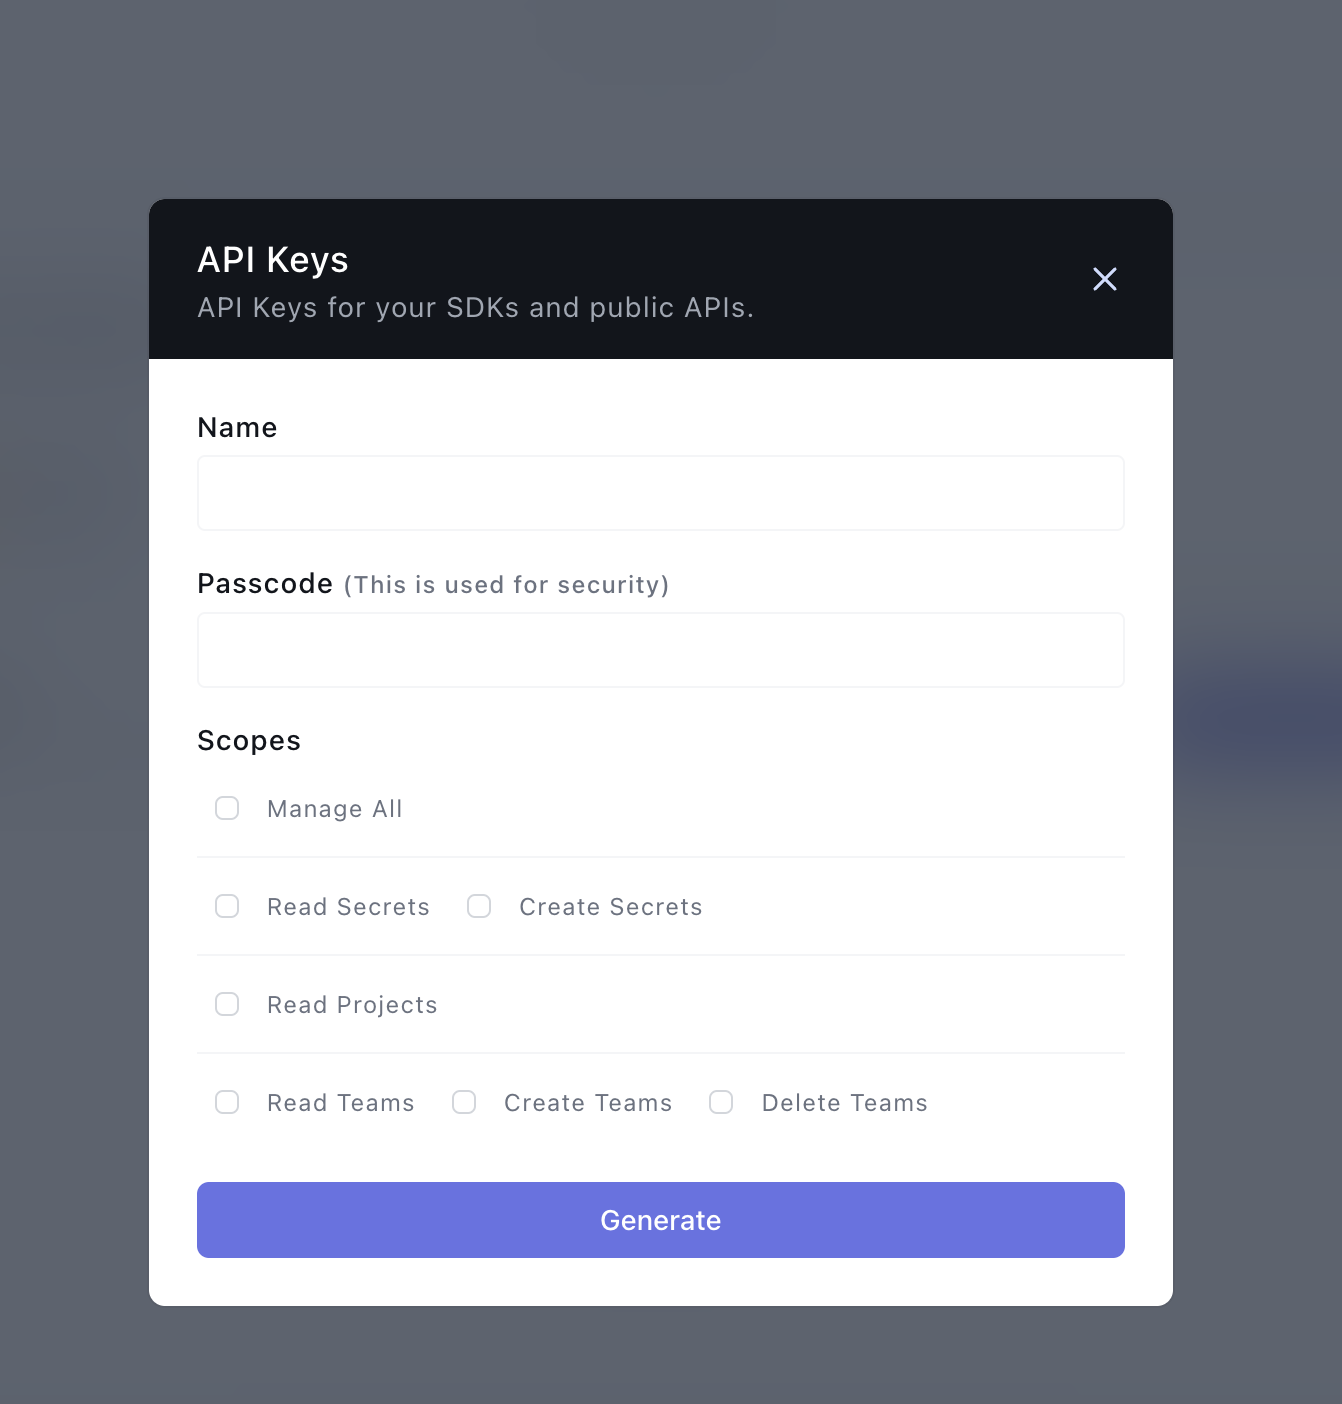 API Keys
API Keys for your SDKs and public APIs.
Name
Passcode (This is used for security)
Scopes
Manage All
Read Secrets Create Secrets
Read Projects
Read Teams Create Teams Delete Teams
Generate